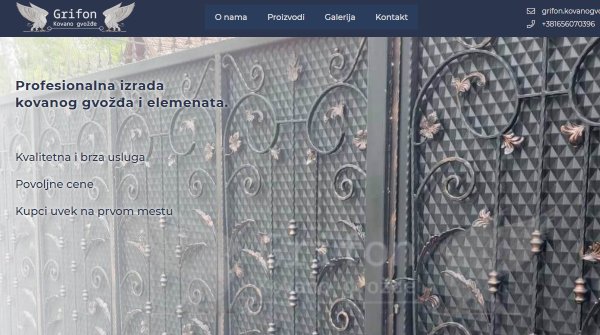 Grifon
Kovano gvožđe
O nama
Proizvodi
Galerija
Kontakt
grifon.kovanogvo
+381656070396
Profesionalna izrada
kovanog gvožđa i elemenata.
Kvalitetna i brza usluga
Povoljne cene
Kupci uvek na prvom mestu